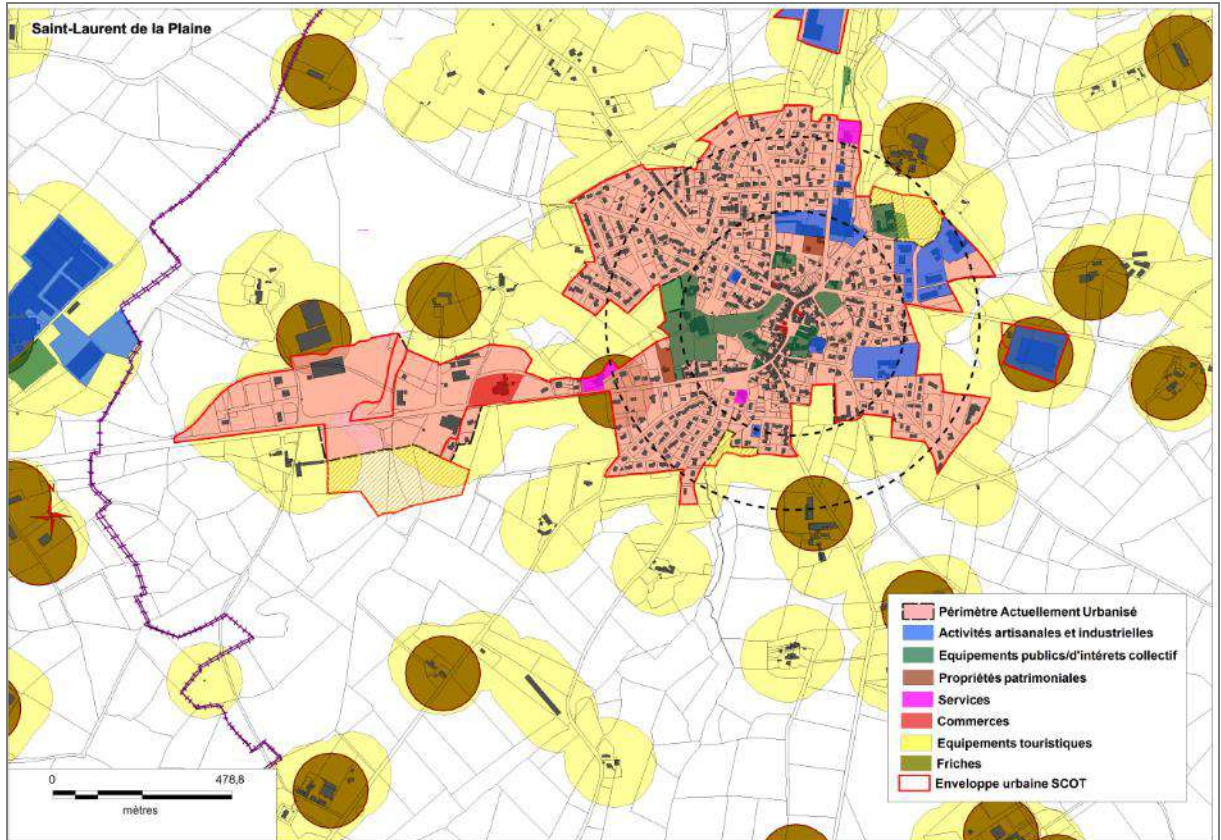 Saint-Laurent de la Plaine
N
Périmètre Actuellement Urbanisé
Activités artisanales et industrielles
Equipements publics/d'intérets collectif
Propriétés patrimoniales
Services
Commerces
Equipements touristiques
Friches
Enveloppe urbaine SCOT
0 478,8
mètres